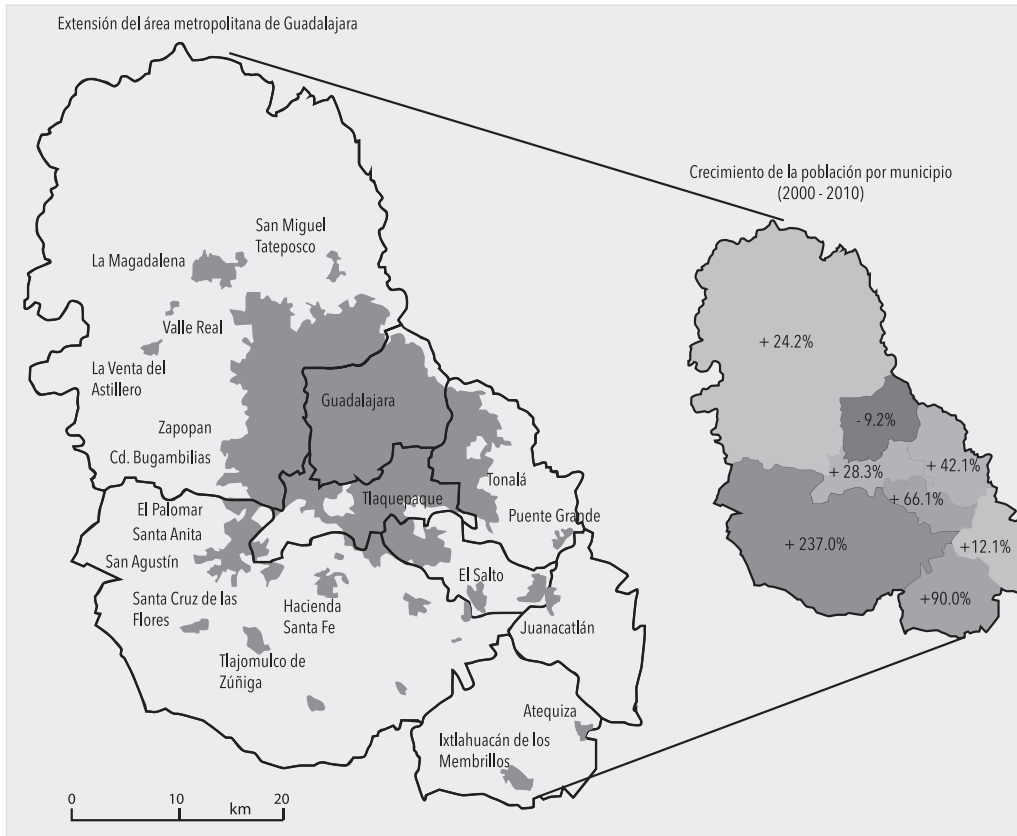 Extensión del área metropolitana de Guadalajara
Crecimiento de la población por municipio
(2000 - 2010)
San Miguel
Tateposco
La Magadalena
Valle Real
La Venta del
Astillero
Guadalajara
Zapopan
Cd. Bugambilias
Tonalá
Tlaquepaque
El Palomar
Santa Anita
San Agustín
Puente Grande
El Salto
Santa Cruz de las
Flores
Hacienda
Santa Fe
Juanacatlán
Tlajomulco de
Zúñiga
Atequiza
Ixtlahuacán de los
Membrillos
0 10 20
km
+ 24.2%
- 9.2%
+ 28.3%
+ 42.1%
+ 66.1%
+ 237.0%
+12.1%
+90.0%